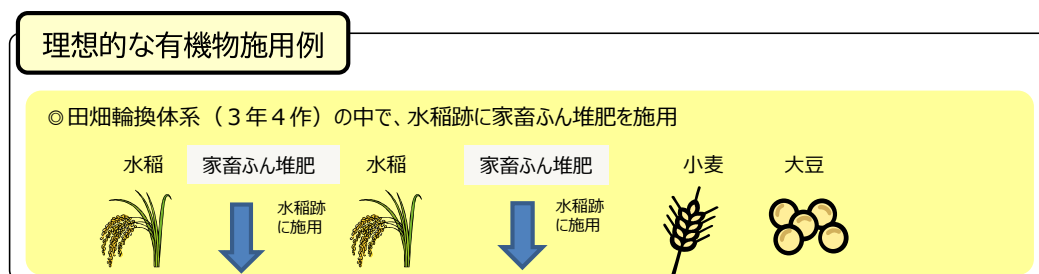 理想的な有機物施用例
◎田畑輪換体系（３年４作）の中で、水稲跡に家畜ふん堆肥を施用
水稲 家畜ふん堆肥 水稲 家畜ふん堆肥 小麦 大豆
水稲跡
に施用
水稲跡
に施用